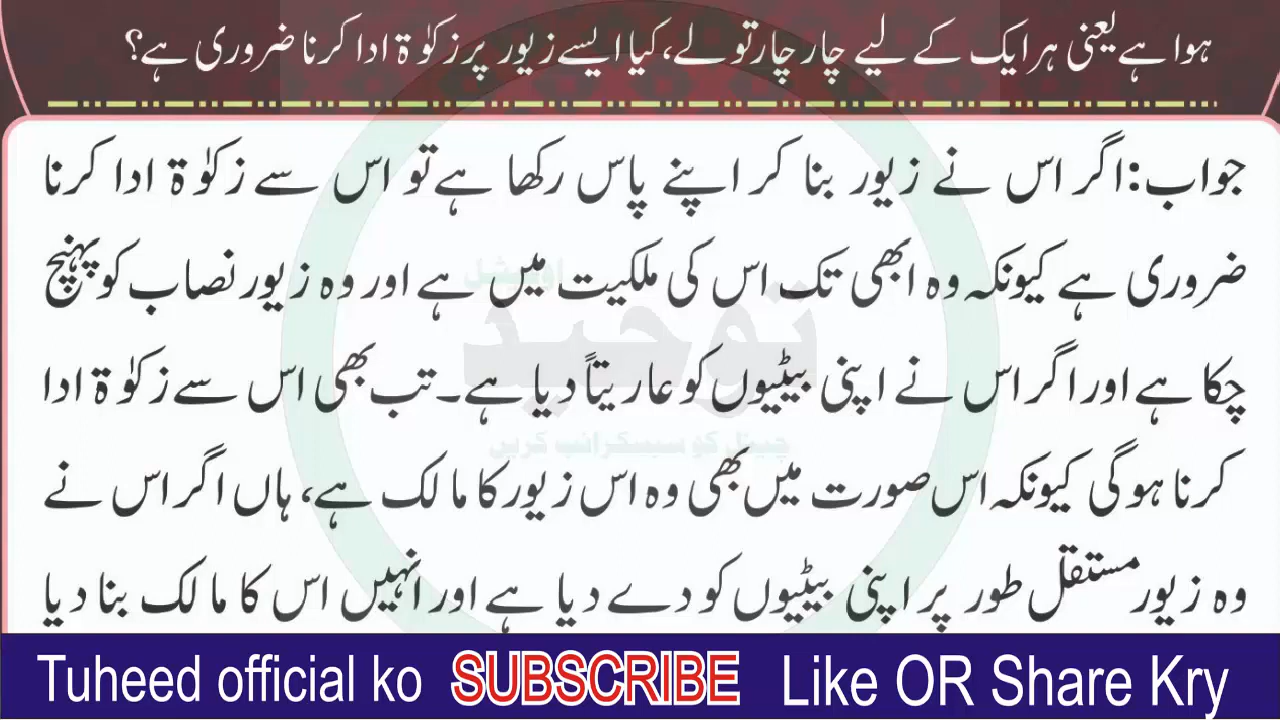 ہوا ہے یعنی ہر ایک کے لیے چار چار تولے، کیا ایسے زیور پر زکوٰۃ ادا کرنا ضروری ہے؟
جواب: اگر اس نے زیور بنا کر اپنے پاس رکھا ہے تو اس سے زکوٰۃ ادا کرنا
ضروری ہے کیونکہ وہ ابھی تک اس کی ملکیت میں ہے اور وہ زیور نصاب کو پہنچ
چکا ہے اور اگر اس نے اپنی بیٹیوں کو عاریتاً دیا ہے۔ تب بھی اس سے زکوٰۃ ادا
کرنا ہوگی کیونکہ اس صورت میں بھی وہ اس زیور کا مالک ہے، ہاں اگر اس نے
وہ زیور مستقل طور پر اپنی بیٹیوں کو دے دیا ہے اور انہیں اس کا مالک بنا دیا
توحید
چینل کو سبسکرائب کریں
Tuheed official ko SUBSCRIBE Like OR Share Kry